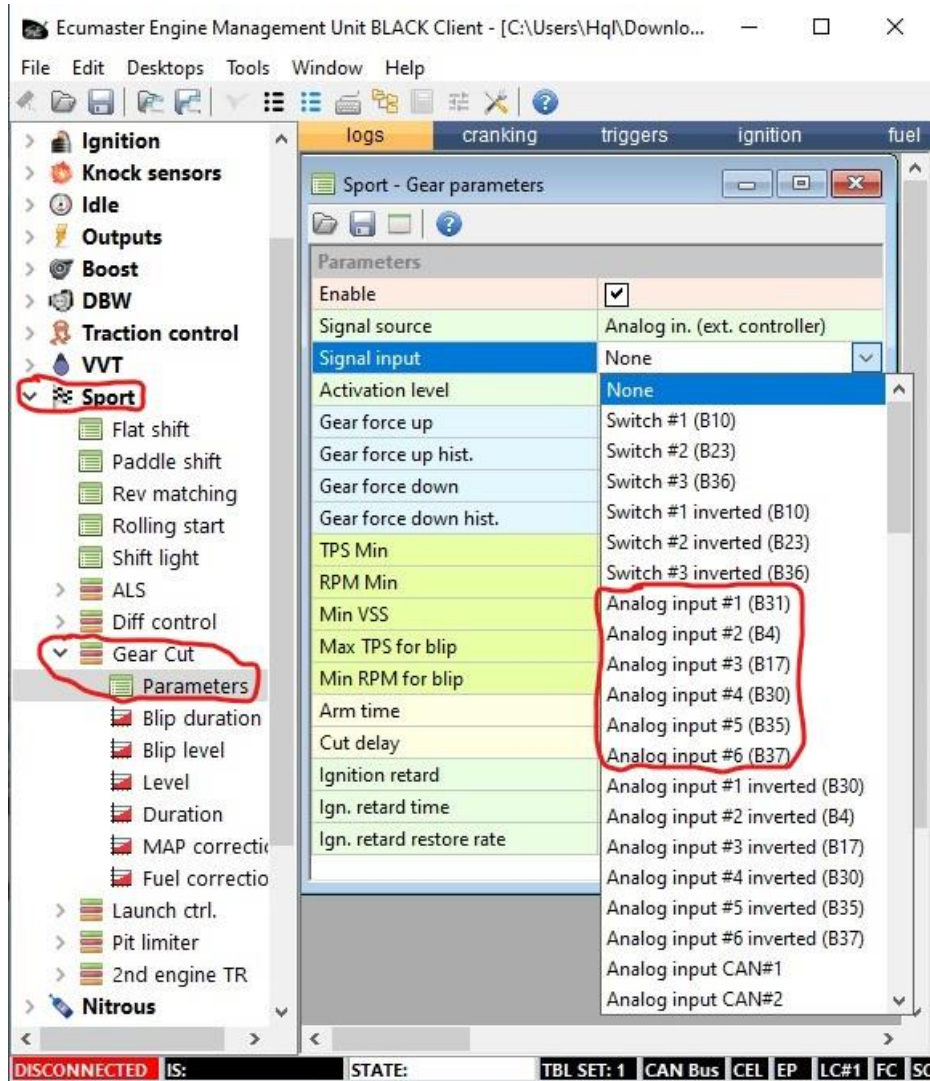 Ecumaster Engine Management Unit BLACK Client - [C:\Users\Hql\Downlo...
File Edit Desktops Tools Window Help
logs cranking triggers ignition fuel
Ignition
Knock sensors
Idle
Outputs
Boost
DBW
Traction control
VVT
Sport
Flat shift
Paddle shift
Rev matching
Rolling start
Shift light
ALS
Diff control
Gear Cut
Parameters
Blip duration
Blip level
Level
Duration
MAP correctic
Fuel correctio
Launch ctrl.
Pit limiter
2nd engine TR
Nitrous
Sport - Gear parameters
Parameters
Enable
Signal source Analog in. (ext. controller)
Signal input None
Activation level
Gear force up
Gear force up hist.
Gear force down
Gear force down hist.
TPS Min
RPM Min
Min VSS
Max TPS for blip
Min RPM for blip
Arm time
Cut delay
Ignition retard
Ign. retard time
Ign. retard restore rate
None
Switch #1 (B10)
Switch #2 (B23)
Switch #3 (B36)
Switch #1 inverted (B10)
Switch #2 inverted (B23)
Switch #3 inverted (B36)
Analog input #1 (B31)
Analog input #2 (B4)
Analog input #3 (B17)
Analog input #4 (B30)
Analog input #5 (B35)
Analog input #6 (B37)
Analog input #1 inverted (B30)
Analog input #2 inverted (B4)
Analog input #3 inverted (B17)
Analog input #4 inverted (B30)
Analog input #5 inverted (B35)
Analog input #6 inverted (B37)
Analog input CAN#1
Analog input CAN#2
DISCONNECTED IS: STATE: TBL SET: 1 CAN Bus CEL EP LC#1 FC SC